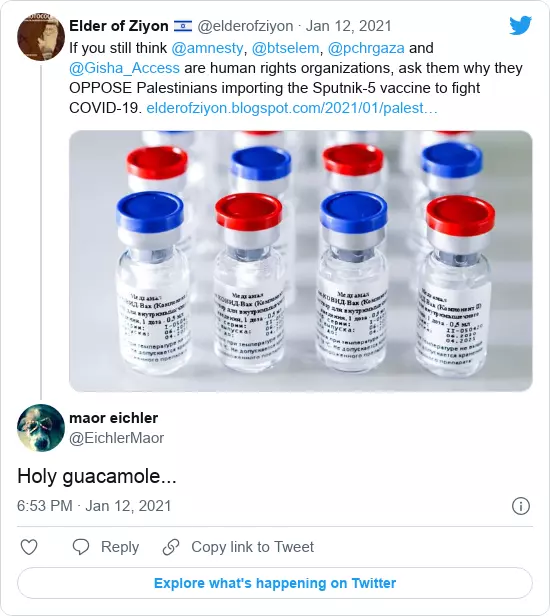 Elder of Ziyon 🇮🇱 @elderofziyon · Jan 12, 2021
If you still think @amnesty, @btselem, @pchrgaza and
@Gisha_Access are human rights organizations, ask them why they
OPPOSE Palestinians importing the Sputnik-5 vaccine to fight
COVID-19. elderofziyon.blogspot.com/2021/01/palest…
maor eichler
@EichlerMaor
Holy guacamole...
6:53 PM · Jan 12, 2021
Reply
Copy link to Tweet
Explore what's happening on Twitter